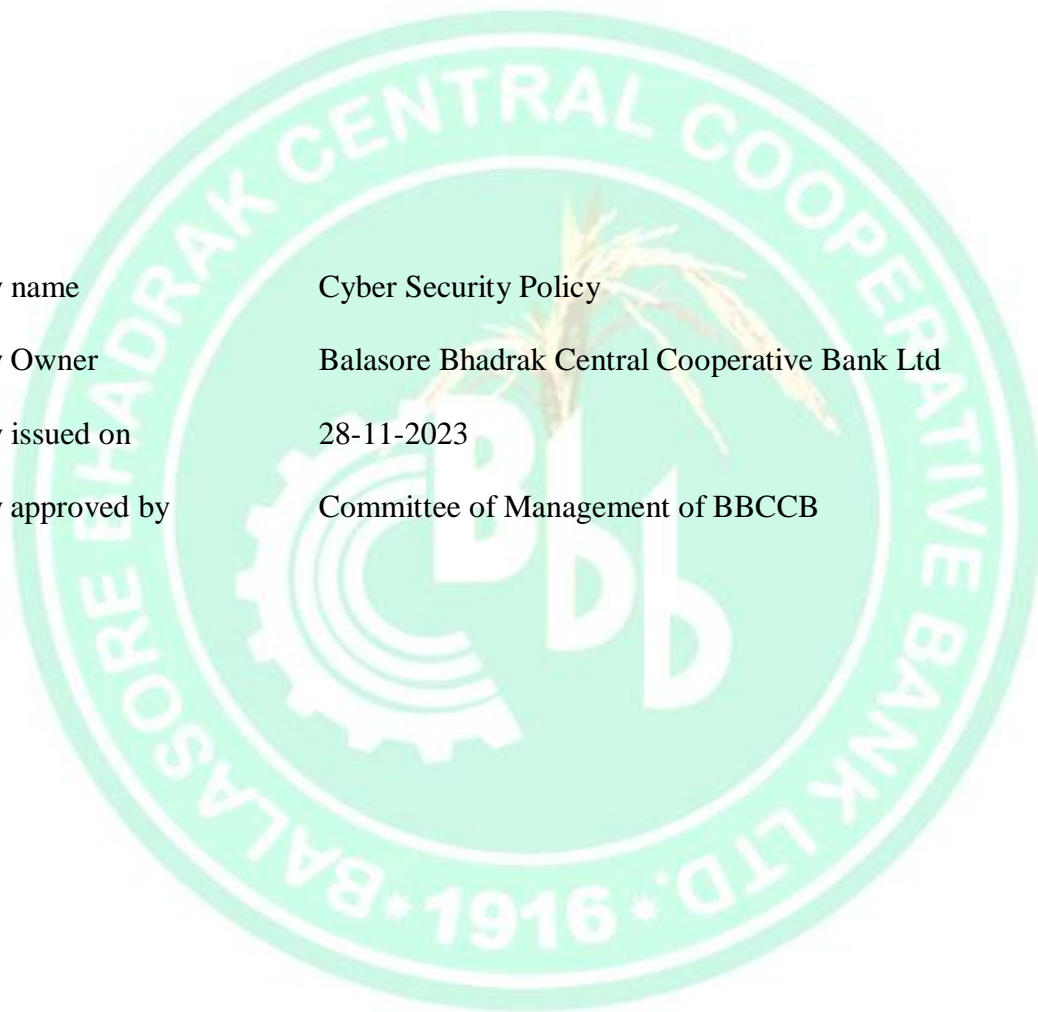 BALASORE BHADRAK CENTRAL COOPERATIVE BANK LTD.
y name Cyber Security Policy
y Owner Balasore Bhadrak Central Cooperative Bank Ltd
y issued on 28-11-2023
y approved by Committee of Management of BBCCB
Bbb
* 1916 *